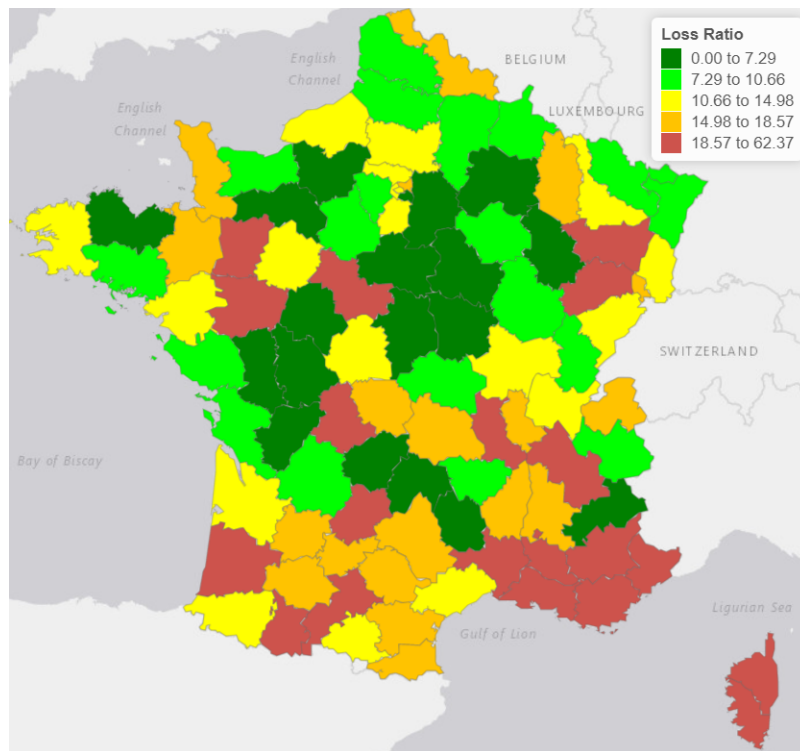 BELGIUM
English
Channel
LUXEMBOURG
English
Channel
Loss Ratio
0.00 to 7.29
7.29 to 10.66
10.66 to 14.98
14.98 to 18.57
18.57 to 62.37
SWITZERLAND
Bay of Biscay
Ligurian Sea
Gulf of Lion